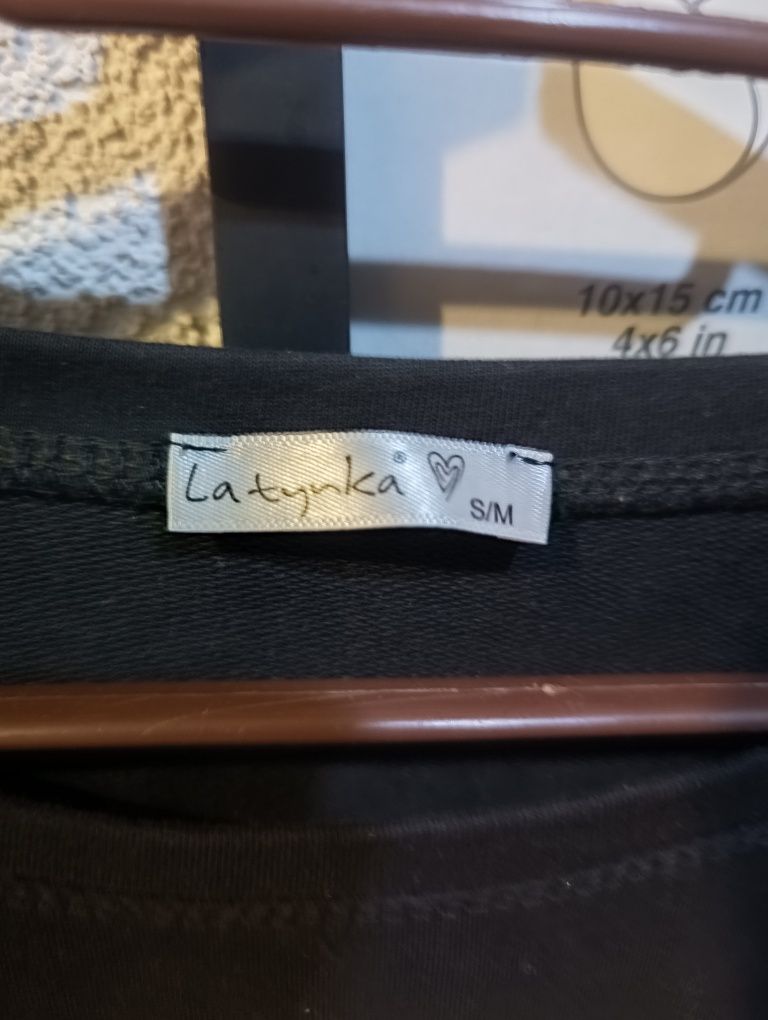 10x15 cm
4x6 in
Latynka® S/M